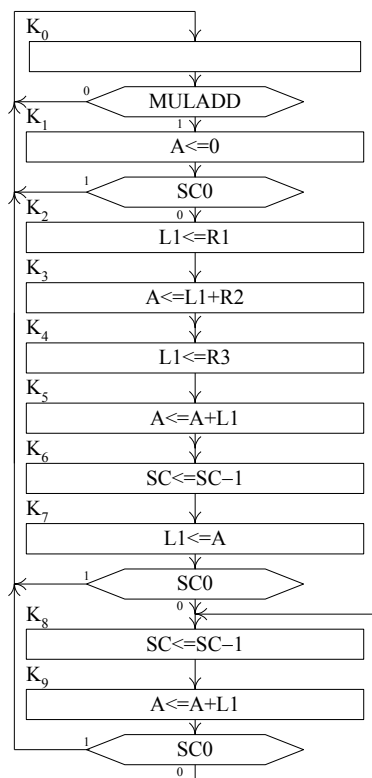 K0
0
MULADD
1
K1
A<=0
1
SC0
0
K2
L1<=R1
K3
A<=L1+R2
K4
L1<=R3
K5
A<=A+L1
K6
SC<=SC−1
K7
L1<=A
1
SC0
0
K8
SC<=SC−1
K9
A<=A+L1
1
SC0
0